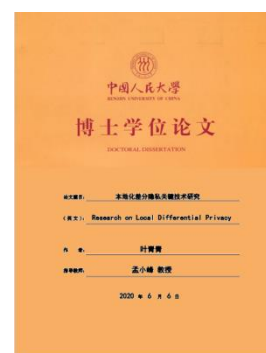 中国人民大学
RENMIN UNIVERSITY OF CHINA
博士学位论文
DOCTORAL DISSERTATION
论文题目: 本地化差分隐私关键技术研究
(英文): Research on Local Differential Privacy
作 者: 叶青青
指导教师: 孟小峰 教授
2020 年 6 月 6 日